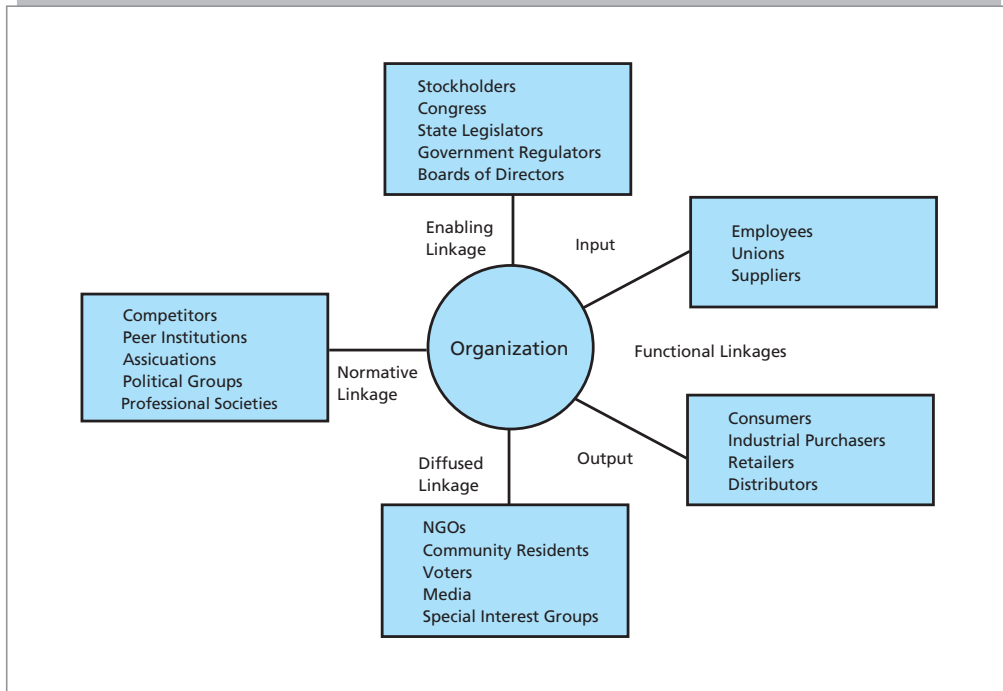 Stockholders
Congress
State Legislators
Government Regulators
Boards of Directors
Enabling
Linkage
Input
Employees
Unions
Suppliers
Competitors
Peer Institutions
Assicuations
Political Groups
Professional Societies
Normative
Linkage
Organization
Functional Linkages
Consumers
Industrial Purchasers
Retailers
Distributors
Output
Diffused
Linkage
NGOs
Community Residents
Voters
Media
Special Interest Groups